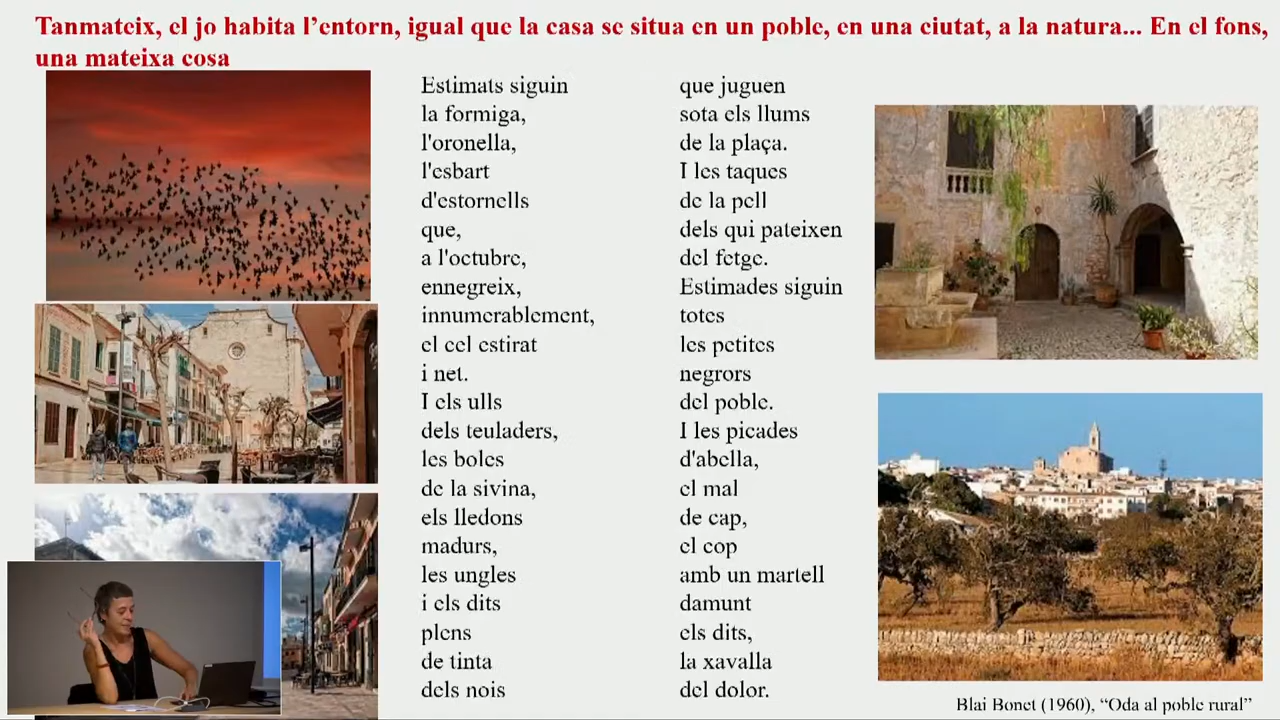 Tanmateix, el jo habita l'entorn, igual que la casa se situa en un poble, en una ciutat, a la natura... En el fons,
una mateixa cosa
Estimats siguin
la formiga,
l'oronella,
l'esbart
d'estornells
que,
a l'octubre,
ennegreix,
innumerablement,
el cel estirat
i net.
I els ulls
dels teuladers,
les boles
de la sivina,
els lledons
madurs,
les ungles
i els dits
plens
de tinta
dels nois
que juguen
sota els llums
de la plaça.
I les taques
de la pell
dels qui pateixen
del fetge.
Estimades siguin
totes
les petites
negrors
del poble.
I les picades
d'abella,
el mal
de cap,
el cop
amb un martell
damunt
els dits,
la xavalla
del dolor.
Blai Bonet (1960), “Oda al poble rural”